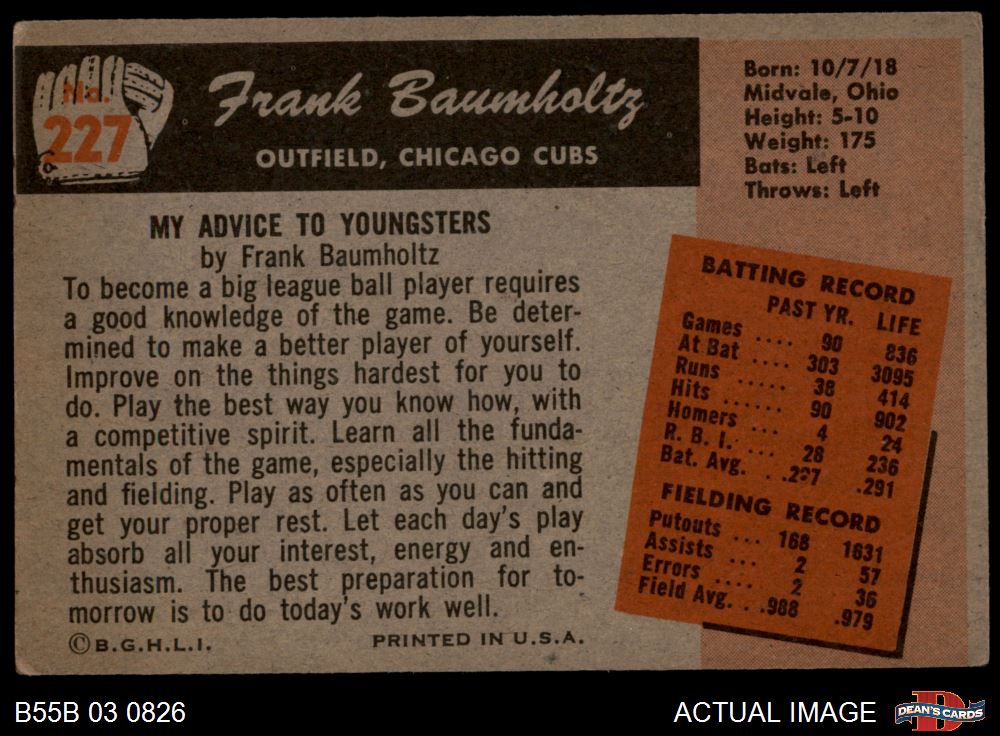 No.
227
Frank Baumholtz
OUTFIELD, CHICAGO CUBS
Born: 10/7/18
Midvale, Ohio
Height: 5-10
Weight: 175
Bats: Left
Throws: Left
MY ADVICE TO YOUNGSTERS
by Frank Baumholtz
To become a big league ball player requires
a good knowledge of the game. Be deter-
mined to make a better player of yourself.
Improve on the things hardest for you to
do. Play the best way you know how, with
a competitive spirit. Learn all the funda-
mentals of the game, especially the hitting
and fielding. Play as often as you can and
get your proper rest. Let each day's play
absorb all your interest, energy and en-
thusiasm. The best preparation for to-
morrow is to do today's work well.
© B.G.H.L.I. PRINTED IN U.S.A.
BATTING RECORD
PAST YR. LIFE
Games .... 90 836
At Bat .... 303 3095
Runs ..... 38 414
Hits ...... 90 902
Homers ... 4 24
R. B. I. ... 28 236
Bat. Avg. . .297 .291
FIELDING RECORD
Putouts ... 168 1631
Assists ... 2 57
Errors .... 2 36
Field Avg. . .988 .979
B55B 03 0826
ACTUAL IMAGE
D
DEAN'S CARDS